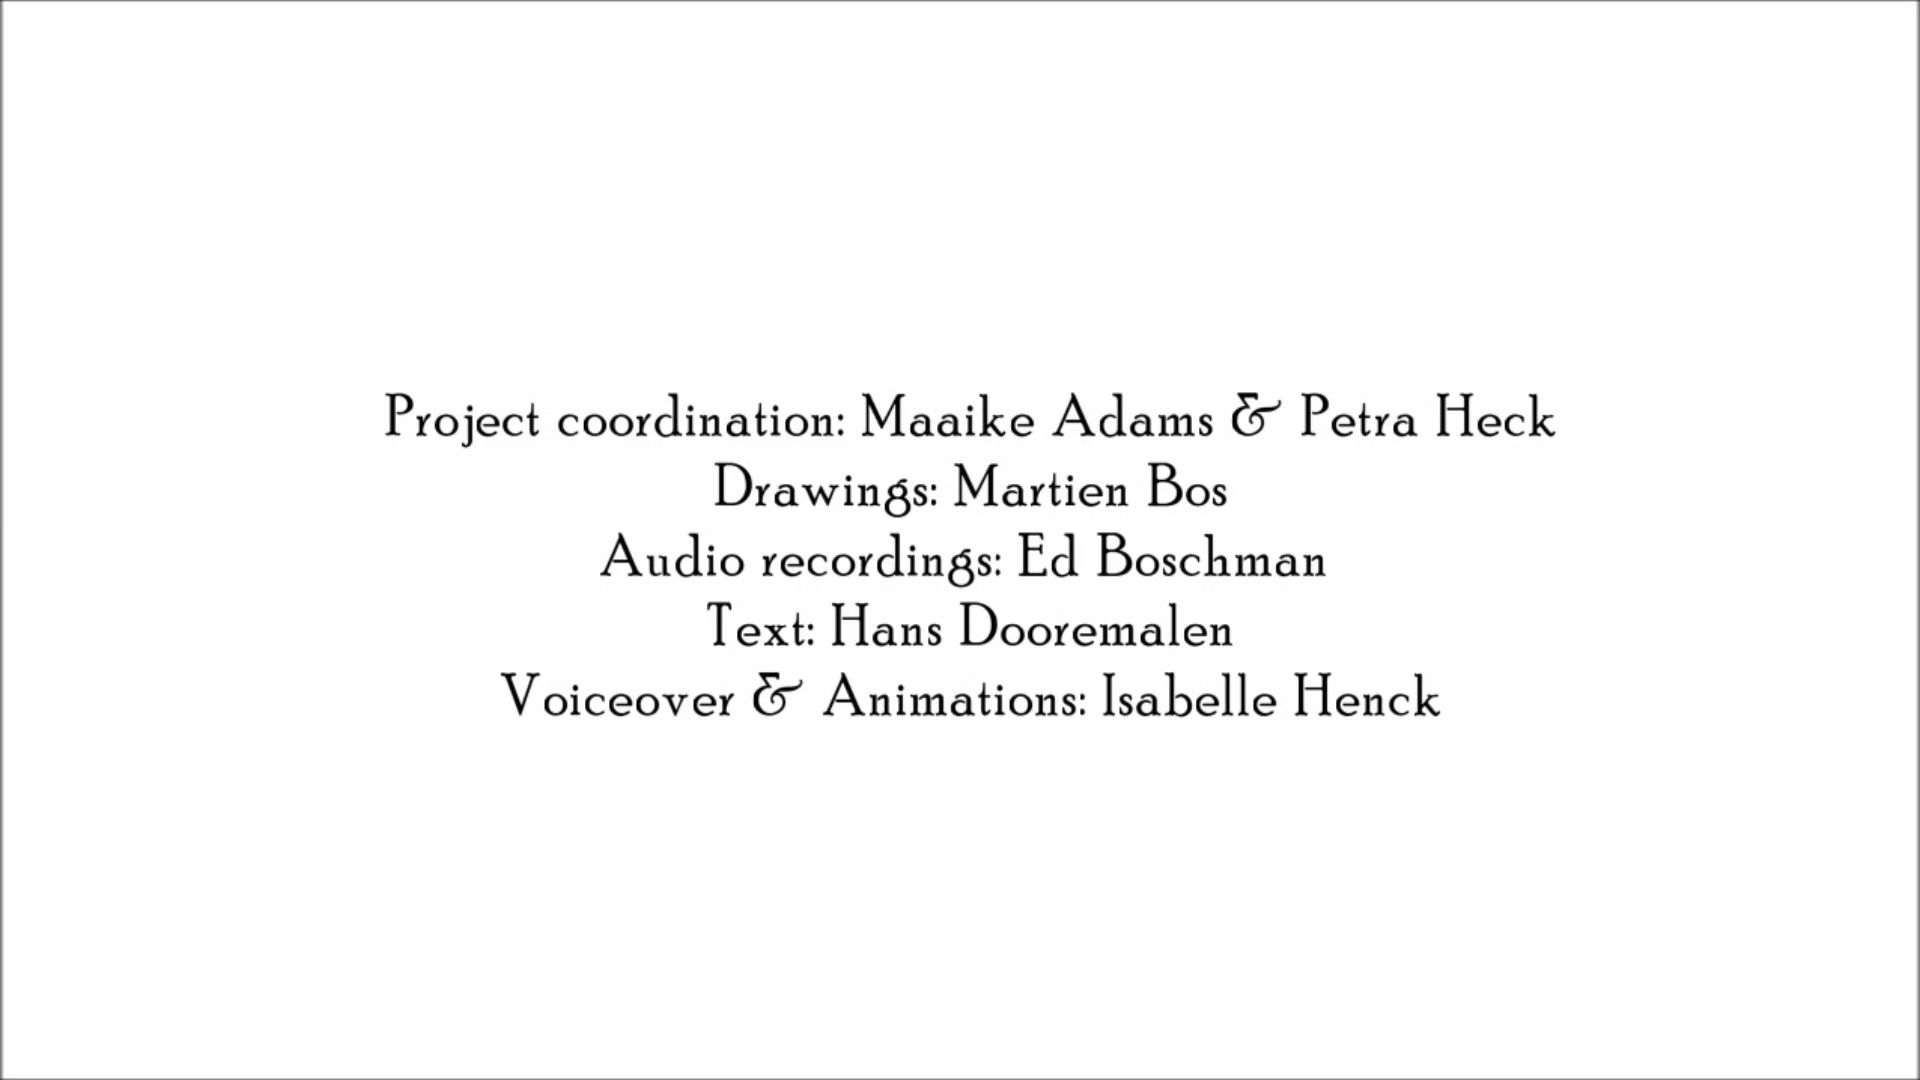 Project coordination: Maaike Adams & Petra Heck
Drawings: Martien Bos
Audio recordings: Ed Boschman
Text: Hans Dooremalen
Voiceover & Animations: Isabelle Henck